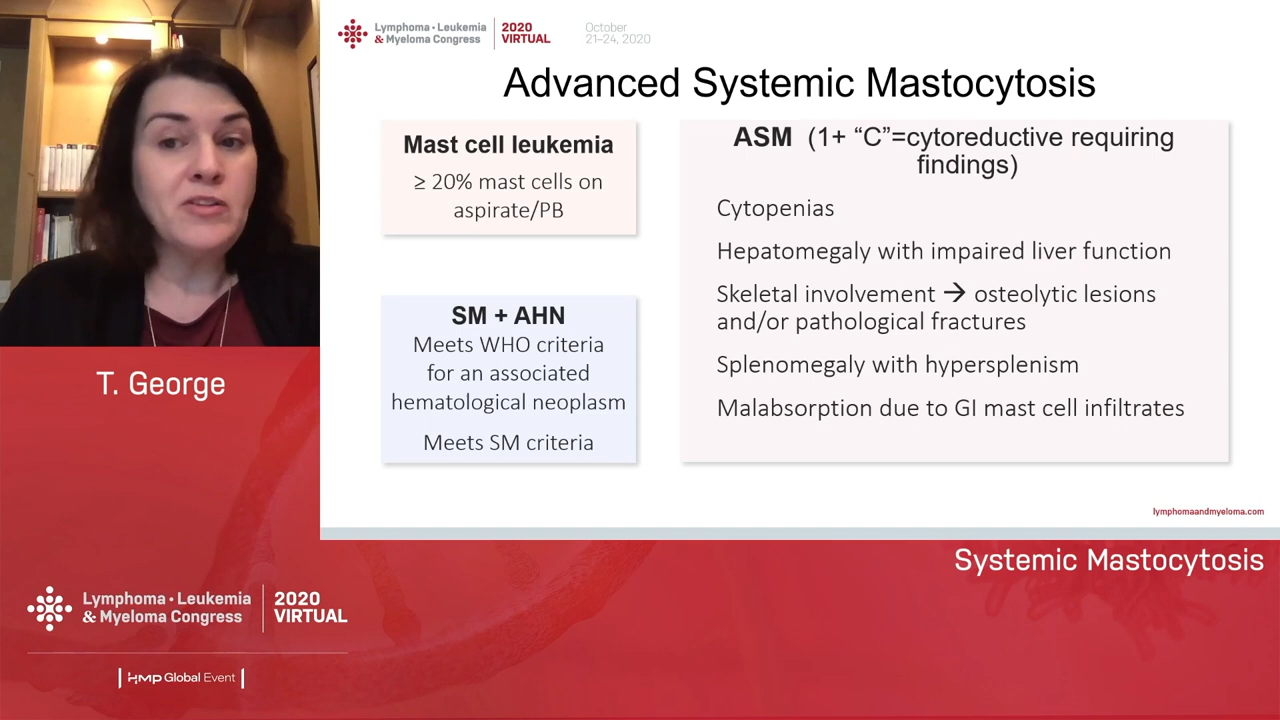 Lymphoma • Leukemia
& Myeloma Congress
2020
VIRTUAL
October
21–24, 2020
Advanced Systemic Mastocytosis
Mast cell leukemia
≥ 20% mast cells on
aspirate/PB
SM + AHN
Meets WHO criteria
for an associated
hematological neoplasm
Meets SM criteria
ASM (1+ “C”=cytoreductive requiring
findings)
Cytopenias
Hepatomegaly with impaired liver function
Skeletal involvement → osteolytic lesions
and/or pathological fractures
Splenomegaly with hypersplenism
Malabsorption due to GI mast cell infiltrates
lymphomaandmyeloma.com
T. George
Systemic Mastocytosis
Lymphoma • Leukemia
& Myeloma Congress
2020
VIRTUAL
HMP Global Event